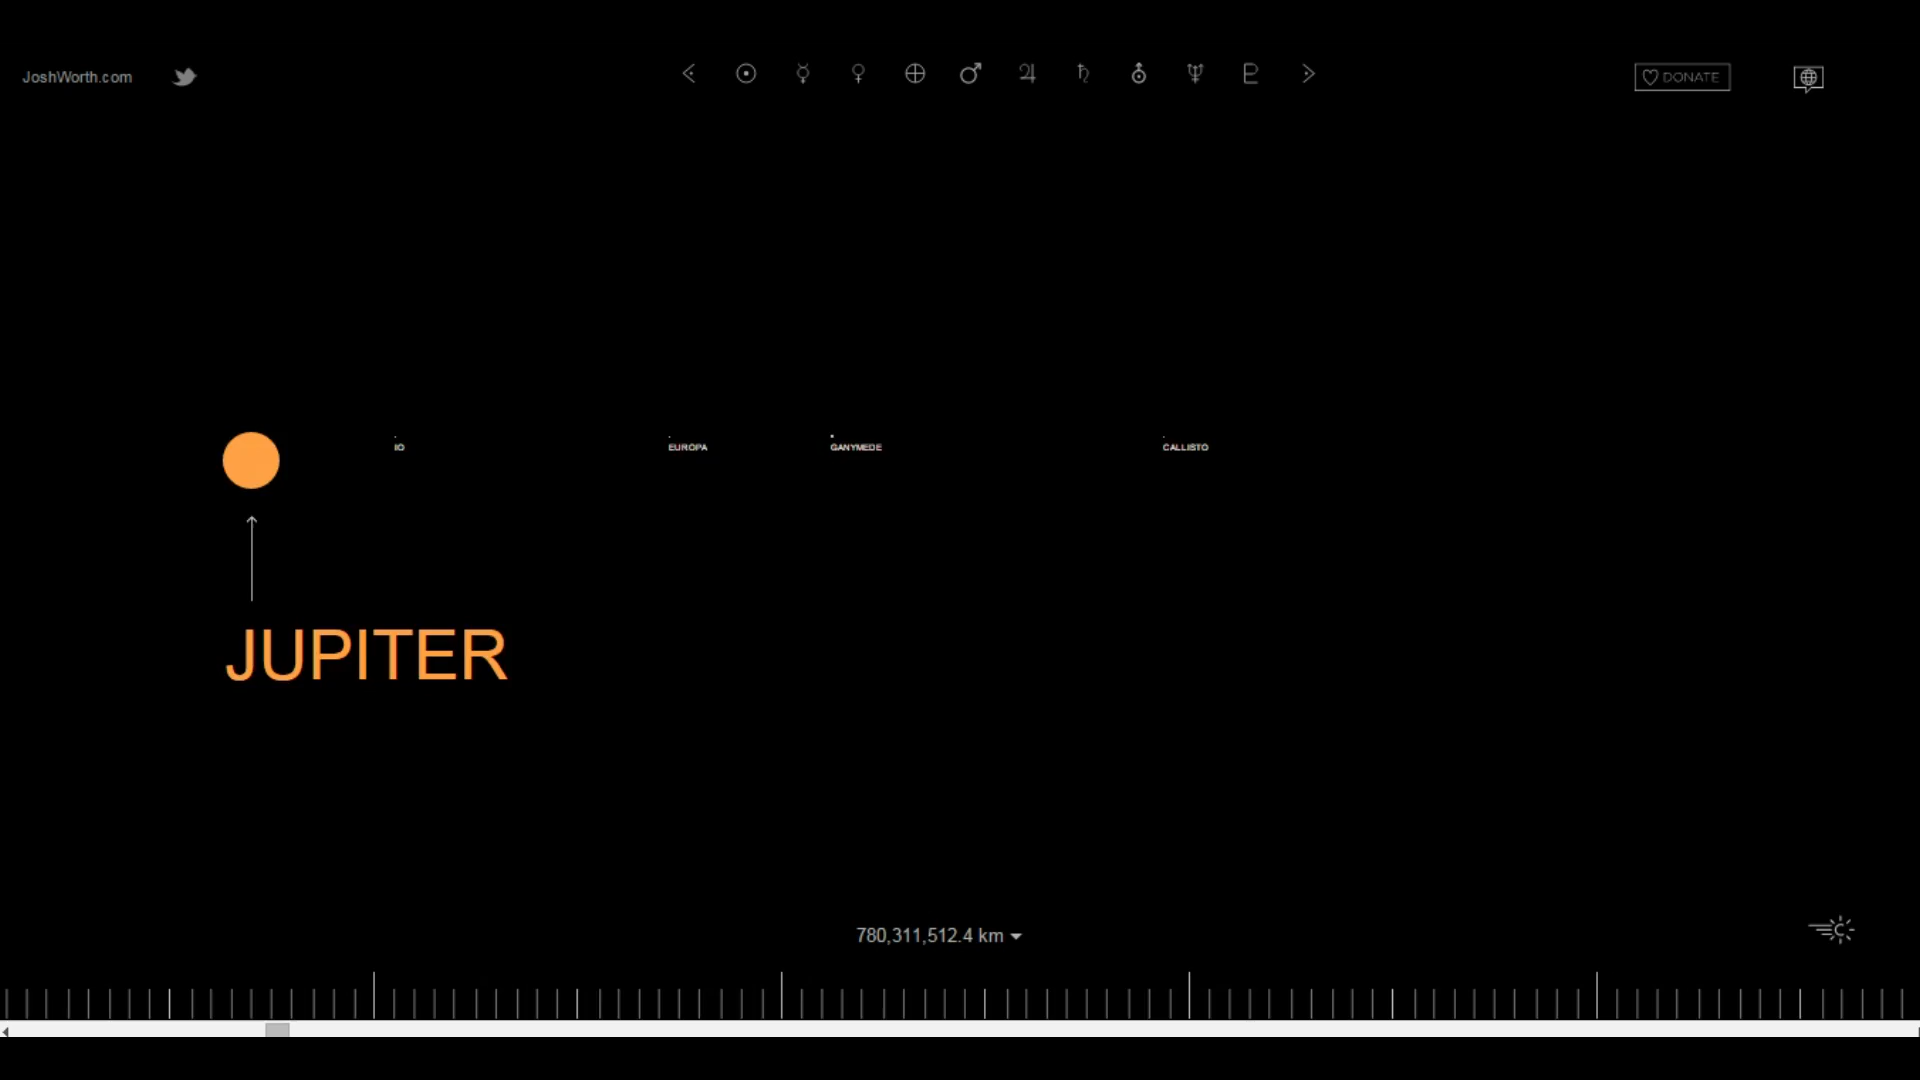 JoshWorth.com
DONATE
IO
EUROPA
GANYMEDE
CALLISTO
JUPITER
780,311,512.4 km